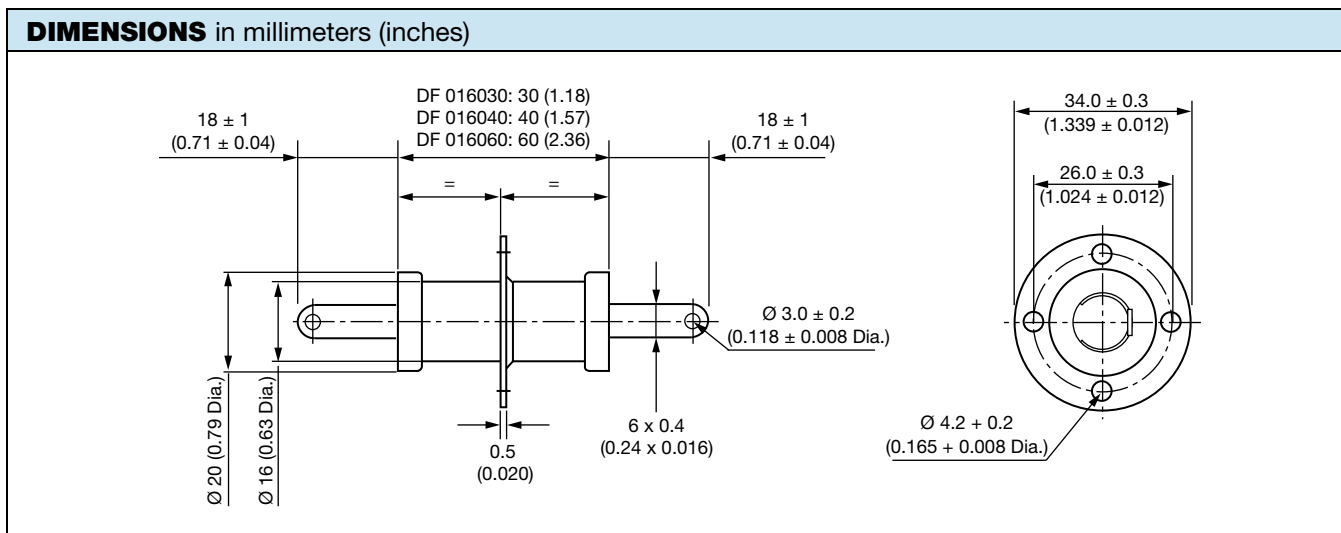 DIMENSIONS in millimeters (inches)
DF 016030: 30 (1.18)
DF 016040: 40 (1.57)
DF 016060: 60 (2.36)
18 ± 1
(0.71 ± 0.04)
18 ± 1
(0.71 ± 0.04)
=
=
Ø 20 (0.79 Dia.)
Ø 16 (0.63 Dia.)
0.5
(0.020)
6 x 0.4
(0.24 x 0.016)
Ø 3.0 ± 0.2
(0.118 ± 0.008 Dia.)
34.0 ± 0.3
(1.339 ± 0.012)
26.0 ± 0.3
(1.024 ± 0.012)
Ø 4.2 + 0.2
(0.165 + 0.008 Dia.)